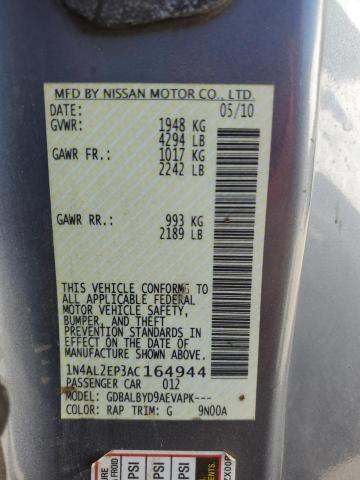 MFD BY NISSAN MOTOR CO., LTD.
DATE: 05/10
GVWR: 1948 KG
4294 LB
GAWR FR.: 1017 KG
2242 LB
GAWR RR.: 993 KG
2189 LB
THIS VEHICLE CONFORMS TO
ALL APPLICABLE FEDERAL
MOTOR VEHICLE SAFETY,
BUMPER, AND THEFT
PREVENTION STANDARDS IN
EFFECT ON THE DATE OF
MANUFACTURE SHOWN ABOVE.
1N4AL2EP3AC164944
PASSENGER CAR 012
MODEL: GDBALBYD9AEVAPK---
COLOR: RAP TRIM: G 9N00A
PSI PSI PSI